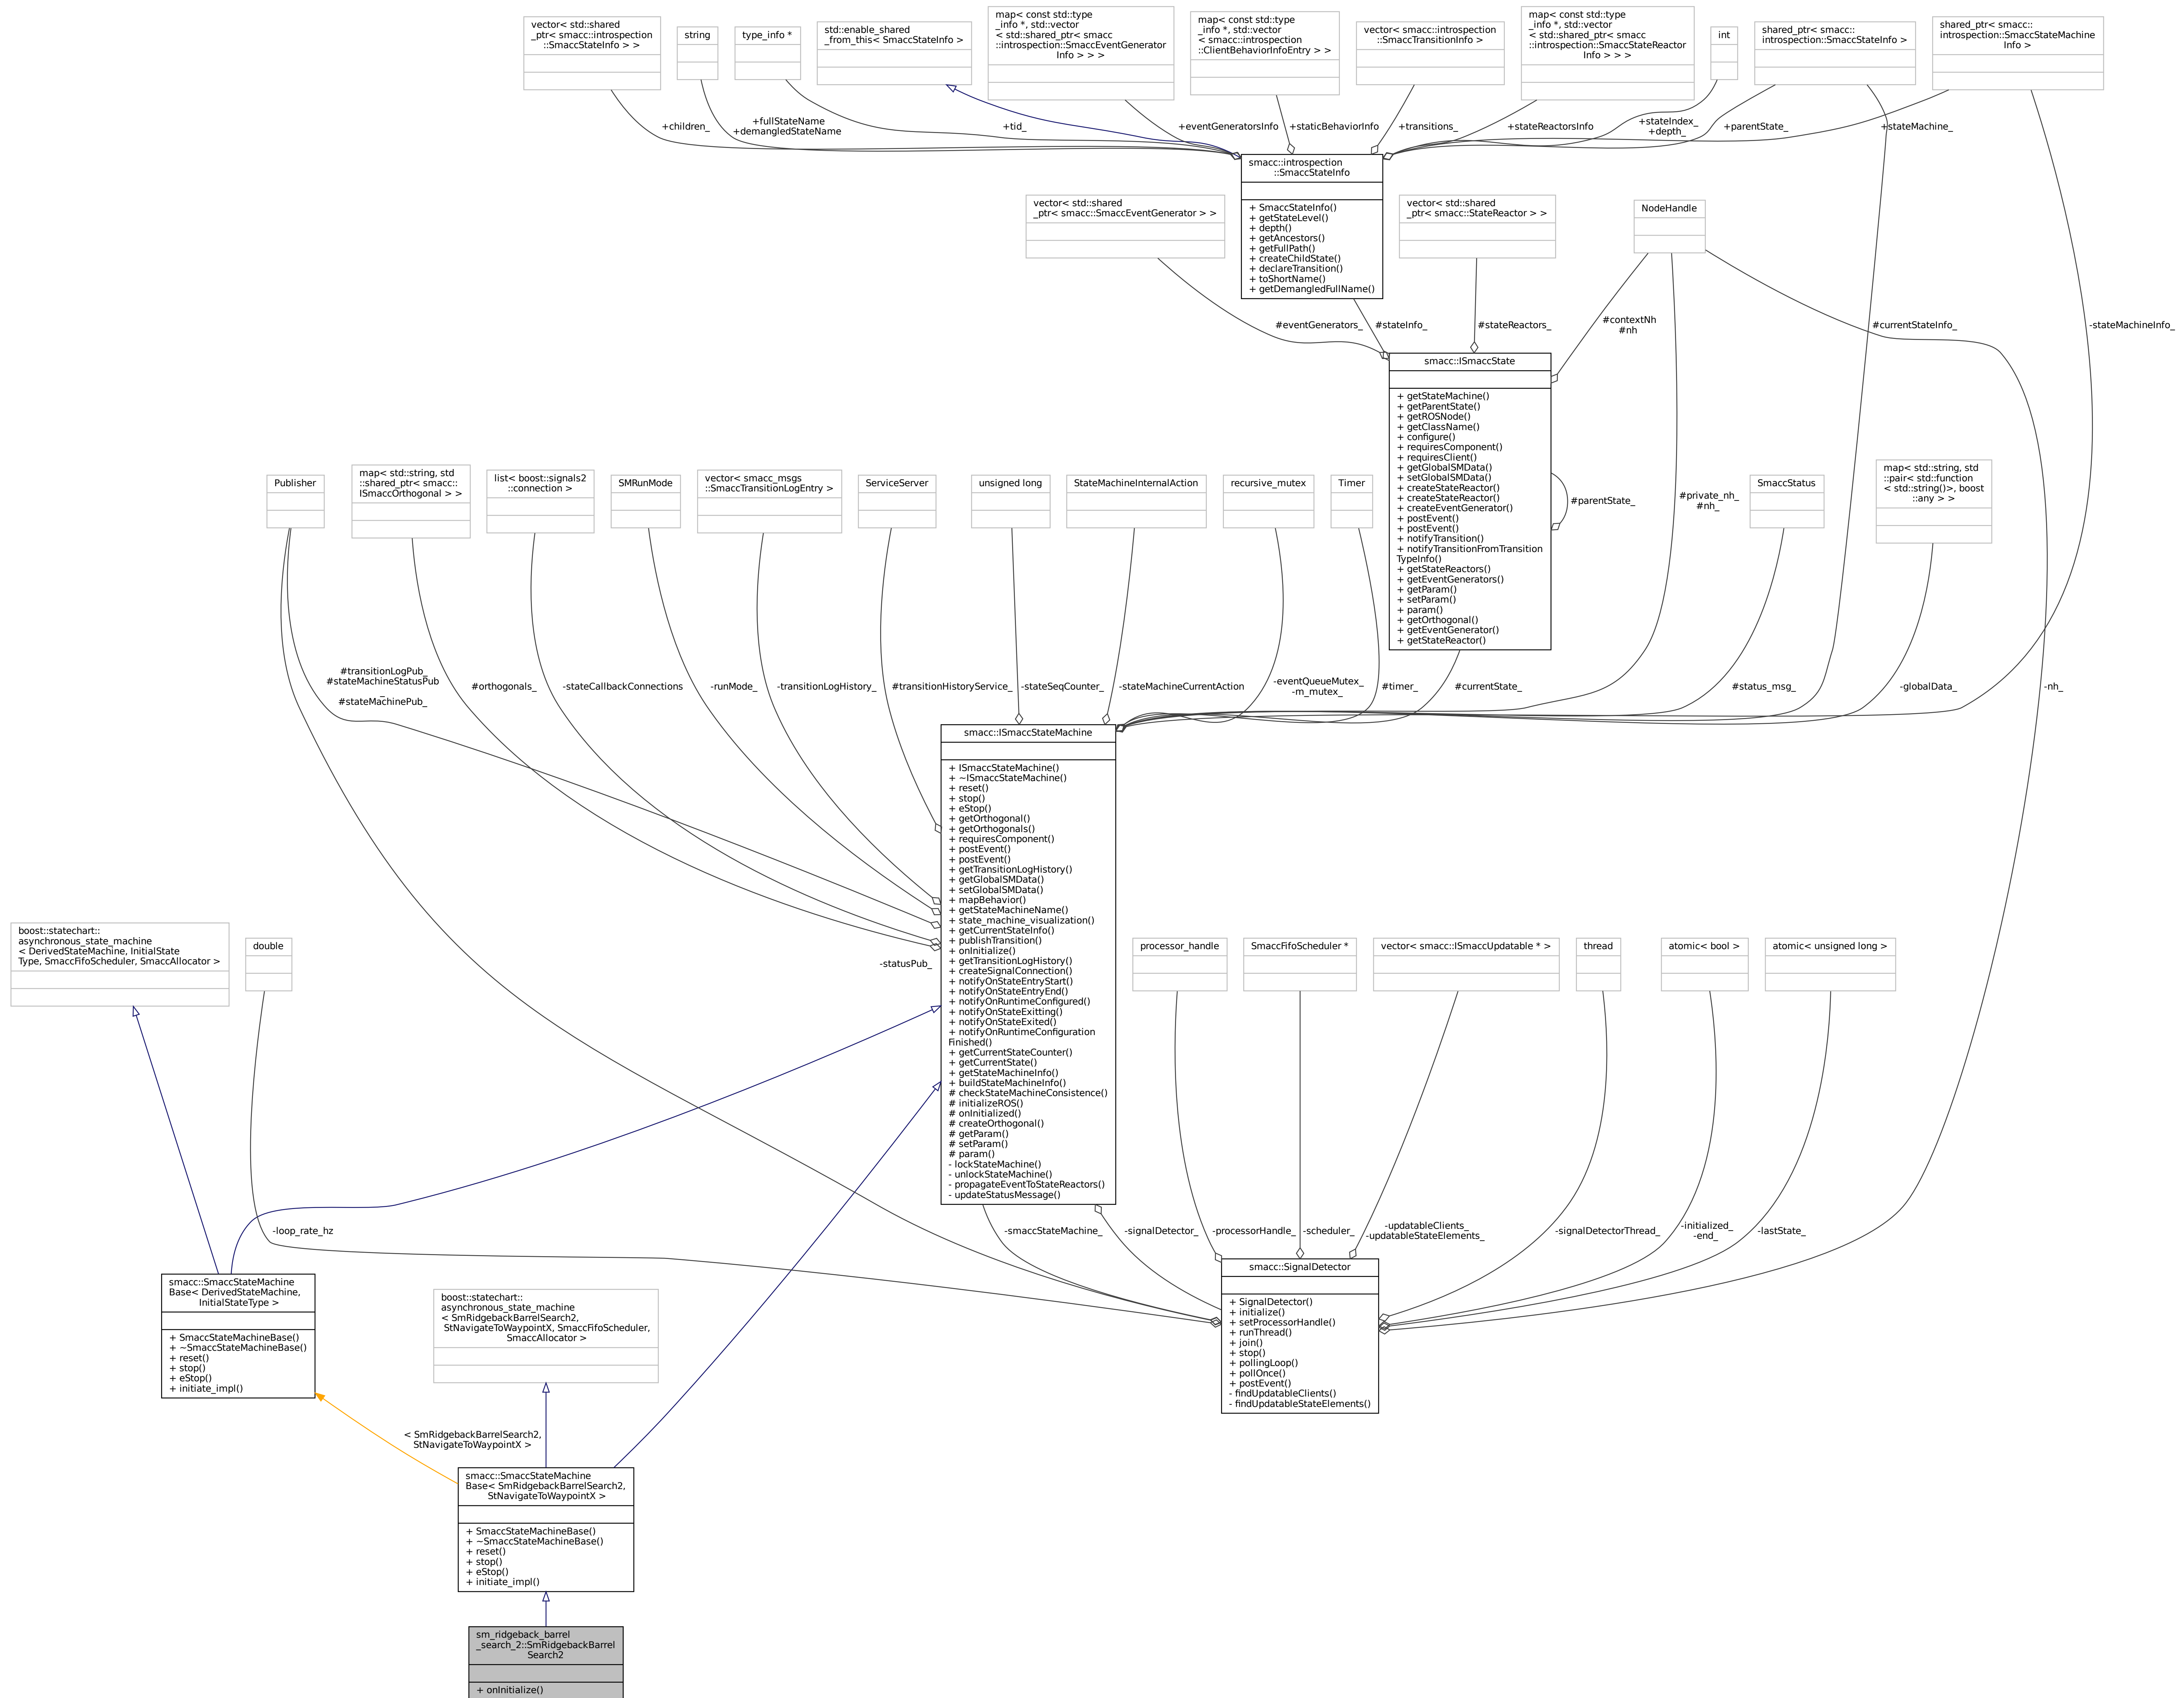 vector< std::shared
_ptr< smacc::introspection
::SmaccStateInfo > >
string
type_info *
std::enable_shared
_from_this< SmaccStateInfo >
map< const std::type
_info *, std::vector
< std::shared_ptr< smacc
::introspection::SmaccEventGenerator
Info > > >
map< const std::type
_info *, std::vector
< smacc::introspection
::ClientBehaviorInfoEntry > >
vector< smacc::introspection
::SmaccTransitionInfo >
map< const std::type
_info *, std::vector
< std::shared_ptr< smacc
::introspection::SmaccStateReactor
Info > > >
int
shared_ptr< smacc::
introspection::SmaccStateInfo >
shared_ptr< smacc::
introspection::SmaccStateMachine
Info >
+children_
+fullStateName
+demangledStateName
+tid_
+eventGeneratorsInfo
+staticBehaviorInfo
+transitions_
+stateReactorsInfo
+stateIndex_
+depth_
+parentState_
+stateMachine_
smacc::introspection
::SmaccStateInfo
+ SmaccStateInfo()
+ getStateLevel()
+ depth()
+ getAncestors()
+ getFullPath()
+ createChildState()
+ declareTransition()
+ toShortName()
+ getDemangledFullName()
vector< std::shared
_ptr< smacc::SmaccEventGenerator > >
vector< std::shared
_ptr< smacc::StateReactor > >
NodeHandle
#eventGenerators_
#stateInfo_
#stateReactors_
#contextNh
#nh
#currentStateInfo_
-stateMachineInfo_
smacc::ISmaccState
+ getStateMachine()
+ getParentState()
+ getROSNode()
+ getClassName()
+ configure()
+ requiresComponent()
+ requiresClient()
+ getGlobalSMData()
+ setGlobalSMData()
+ createStateReactor()
+ createStateReactor()
+ createEventGenerator()
+ postEvent()
+ postEvent()
+ notifyTransition()
+ notifyTransitionFromTransition
TypeInfo()
+ getStateReactors()
+ getEventGenerators()
+ getParam()
+ setParam()
+ param()
+ getOrthogonal()
+ getEventGenerator()
+ getStateReactor()
#parentState_
#private_nh_
#nh_
Publisher
map< std::string, std
::shared_ptr< smacc::
ISmaccOrthogonal > >
list< boost::signals2
::connection >
SMRunMode
vector< smacc_msgs
::SmaccTransitionLogEntry >
ServiceServer
unsigned long
StateMachineInternalAction
recursive_mutex
Timer
SmaccStatus
map< std::string, std
::pair< std::function
< std::string()>, boost
::any > >
#transitionLogPub_
#stateMachineStatusPub
_
#stateMachinePub_
#orthogonals_
-stateCallbackConnections
-runMode_
-transitionLogHistory_
#transitionHistoryService_
-stateSeqCounter_
-stateMachineCurrentAction
-eventQueueMutex_
-m_mutex_
#timer_
#currentState_
#status_msg_
-globalData_
-nh_
smacc::ISmaccStateMachine
+ ISmaccStateMachine()
+ ~ISmaccStateMachine()
+ reset()
+ stop()
+ eStop()
+ getOrthogonal()
+ getOrthogonals()
+ requiresComponent()
+ postEvent()
+ postEvent()
+ getTransitionLogHistory()
+ getGlobalSMData()
+ setGlobalSMData()
+ mapBehavior()
+ getStateMachineName()
+ state_machine_visualization()
+ getCurrentStateInfo()
+ publishTransition()
+ onInitialize()
+ getTransitionLogHistory()
+ createSignalConnection()
+ notifyOnStateEntryStart()
+ notifyOnStateEntryEnd()
+ notifyOnRuntimeConfigured()
+ notifyOnStateExitting()
+ notifyOnStateExited()
+ notifyOnRuntimeConfiguration
Finished()
+ getCurrentStateCounter()
+ getCurrentState()
+ getStateMachineInfo()
+ buildStateMachineInfo()
# checkStateMachineConsistence()
# initializeROS()
# onInitialized()
# createOrthogonal()
# getParam()
# setParam()
# param()
- lockStateMachine()
- unlockStateMachine()
- propagateEventToStateReactors()
- updateStatusMessage()
boost::statechart::
asynchronous_state_machine
< DerivedStateMachine, InitialState
Type, SmaccFifoScheduler, SmaccAllocator >
double
-statusPub_
processor_handle
SmaccFifoScheduler *
vector< smacc::ISmaccUpdatable * >
thread
atomic< bool >
atomic< unsigned long >
-loop_rate_hz
-smaccStateMachine_
-signalDetector_
-processorHandle_
-scheduler_
-updatableClients_
-updatableStateElements_
-signalDetectorThread_
-initialized_
-end_
-lastState_
smacc::SignalDetector
+ SignalDetector()
+ initialize()
+ setProcessorHandle()
+ runThread()
+ join()
+ stop()
+ pollingLoop()
+ pollOnce()
+ postEvent()
- findUpdatableClients()
- findUpdatableStateElements()
smacc::SmaccStateMachine
Base< DerivedStateMachine,
InitialStateType >
+ SmaccStateMachineBase()
+ ~SmaccStateMachineBase()
+ reset()
+ stop()
+ eStop()
+ initiate_impl()
boost::statechart::
asynchronous_state_machine
< SmRidgebackBarrelSearch2,
StNavigateToWaypointX, SmaccFifoScheduler,
SmaccAllocator >
< SmRidgebackBarrelSearch2,
StNavigateToWaypointX >
smacc::SmaccStateMachine
Base< SmRidgebackBarrelSearch2,
StNavigateToWaypointX >
+ SmaccStateMachineBase()
+ ~SmaccStateMachineBase()
+ reset()
+ stop()
+ eStop()
+ initiate_impl()
sm_ridgeback_barrel
_search_2::SmRidgebackBarrel
Search2
+ onInitialize()